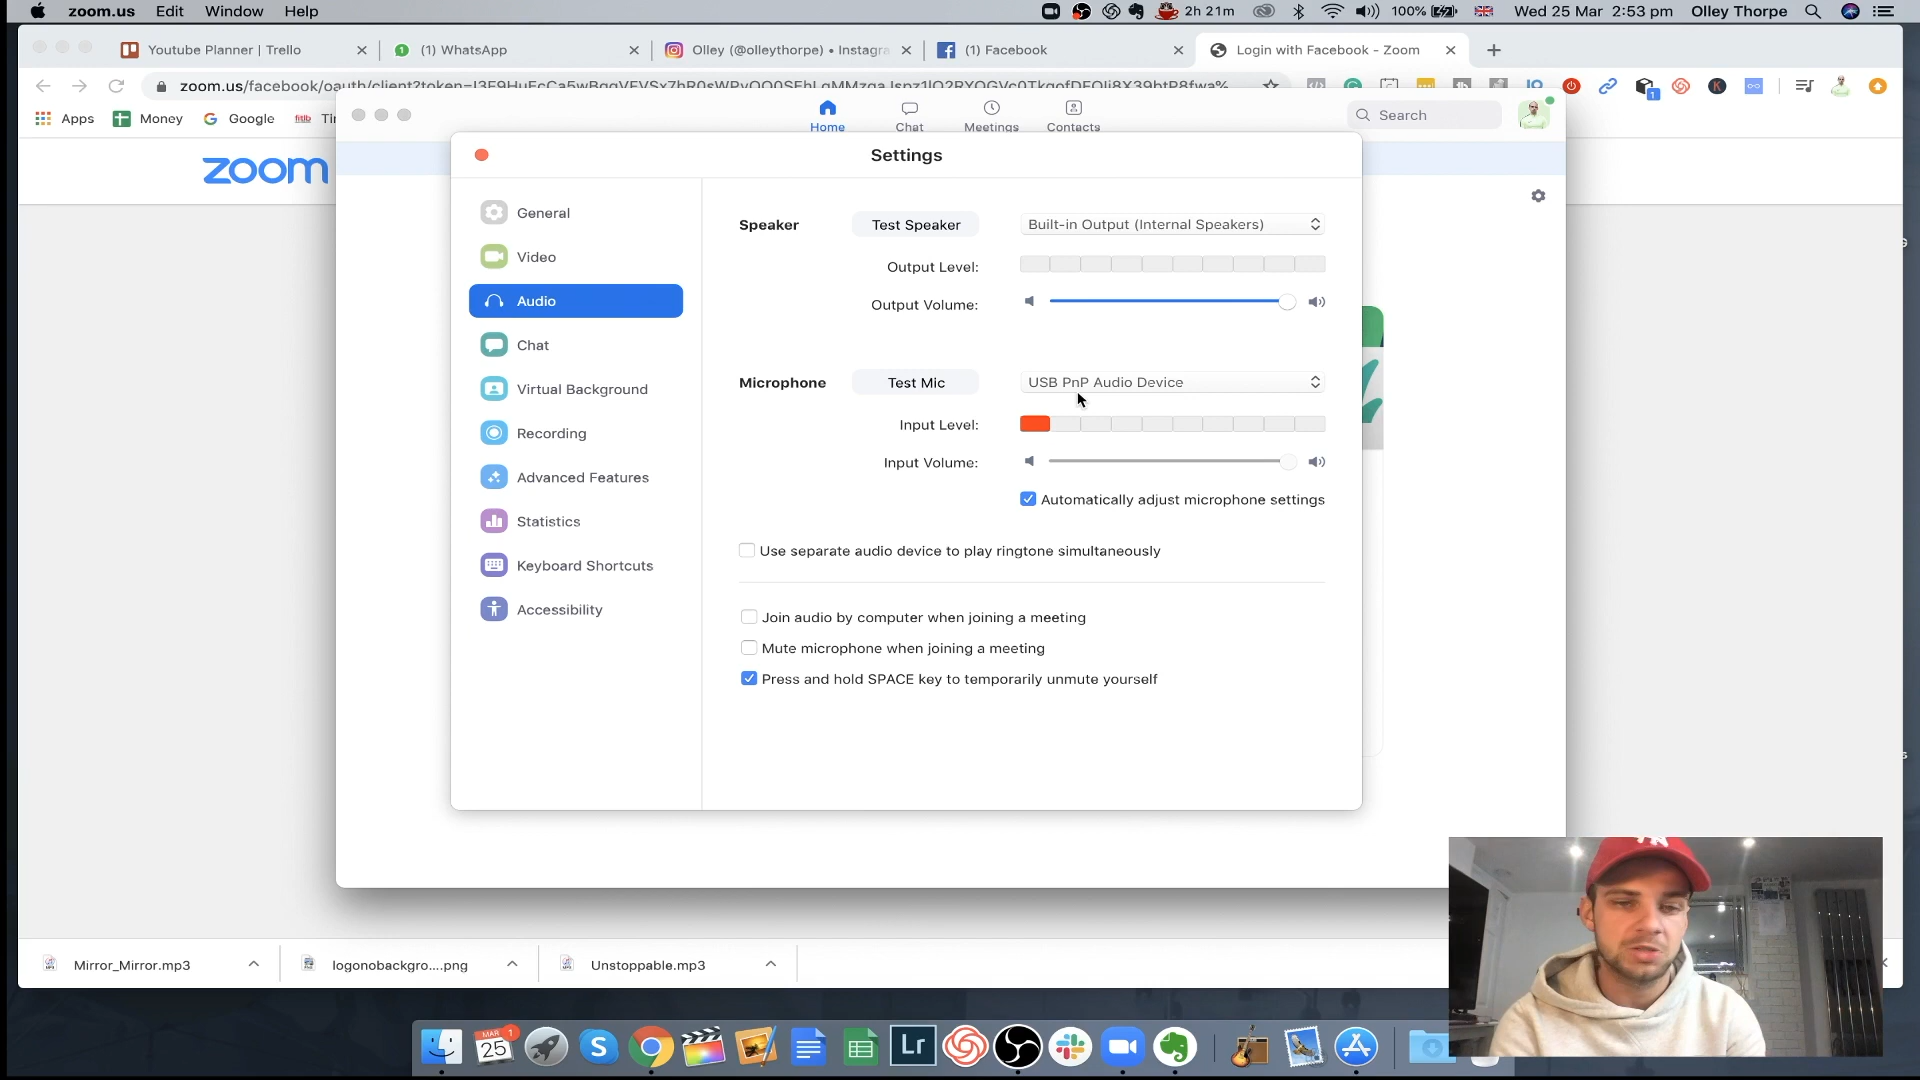 zoom.us Edit Window Help 2h 21m 100% Wed 25 Mar 2:53 pm Olley Thorpe
Youtube Planner | Trello (1) WhatsApp Olley (@olleythorpe) • Instagra (1) Facebook Login with Facebook - Zoom
Apps Money Google
zoom
Home Chat Meetings Contacts Search
Settings
General
Video
Audio
Chat
Virtual Background
Recording
Advanced Features
Statistics
Keyboard Shortcuts
Accessibility
Speaker Test Speaker Built-in Output (Internal Speakers)
Output Level:
Output Volume:
Microphone Test Mic USB PnP Audio Device
Input Level:
Input Volume:
Automatically adjust microphone settings
Use separate audio device to play ringtone simultaneously
Join audio by computer when joining a meeting
Mute microphone when joining a meeting
Press and hold SPACE key to temporarily unmute yourself
Mirror_Mirror.mp3 logonobackgro....png Unstoppable.mp3
MAR 1
25
Lr